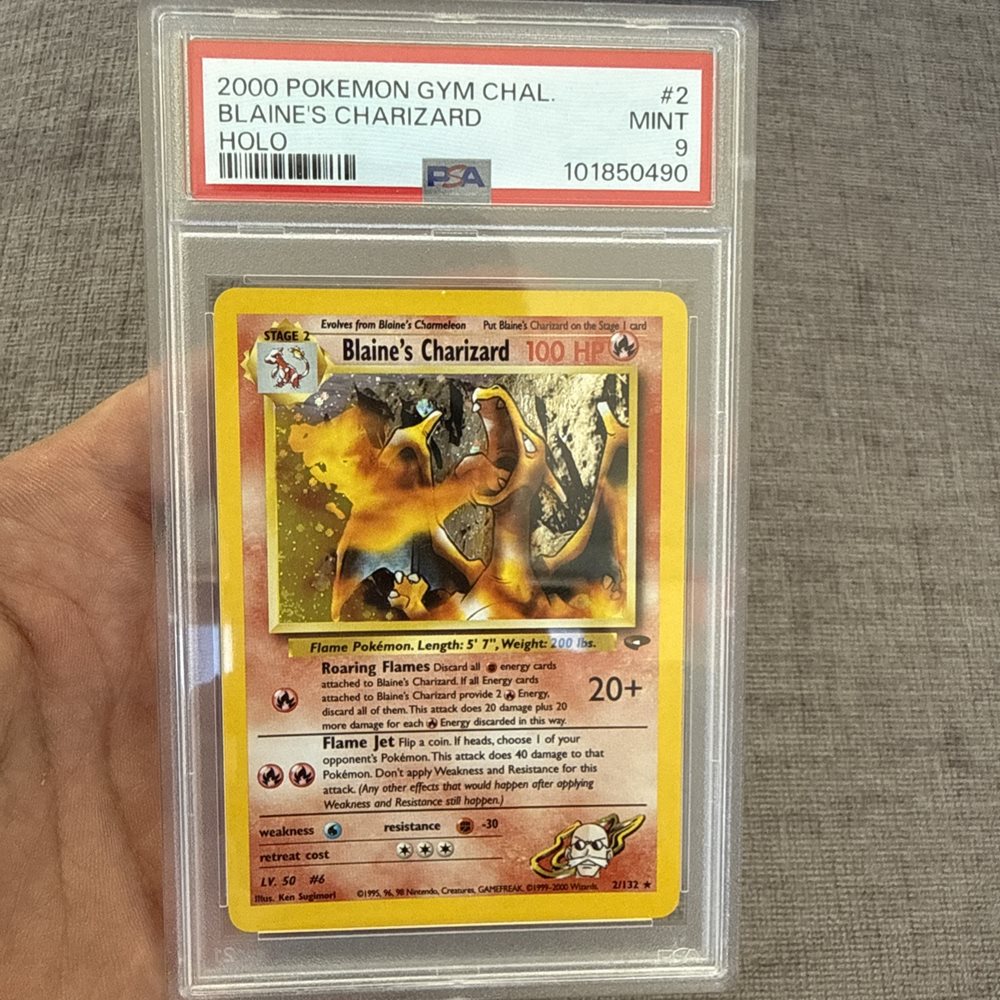 2000 POKEMON GYM CHAL. #2
BLAINE'S CHARIZARD MINT
HOLO 9
PSA 101850490
Evolves from Blaine's Charmeleon Put Blaine's Charizard on the Stage 1 card
STAGE 2
Blaine's Charizard 100 HP
Flame Pokémon. Length: 5' 7", Weight: 200 lbs.
Roaring Flames Discard all energy cards
attached to Blaine's Charizard. If all Energy cards
attached to Blaine's Charizard provide 2 Energy,
discard all of them. This attack does 20 damage plus 20
more damage for each Energy discarded in this way.
20+
Flame Jet Flip a coin. If heads, choose 1 of your
opponent's Pokémon. This attack does 40 damage to that
Pokémon. Don't apply Weakness and Resistance for this
attack. (Any other effects that would happen after applying
Weakness and Resistance still happen.)
weakness resistance -30
retreat cost
LV. 50 #6
Illus. Ken Sugimori ©1995, 96, 98 Nintendo, Creatures, GAMEFREAK. ©1999-2000 Wizards. 2/132 ★